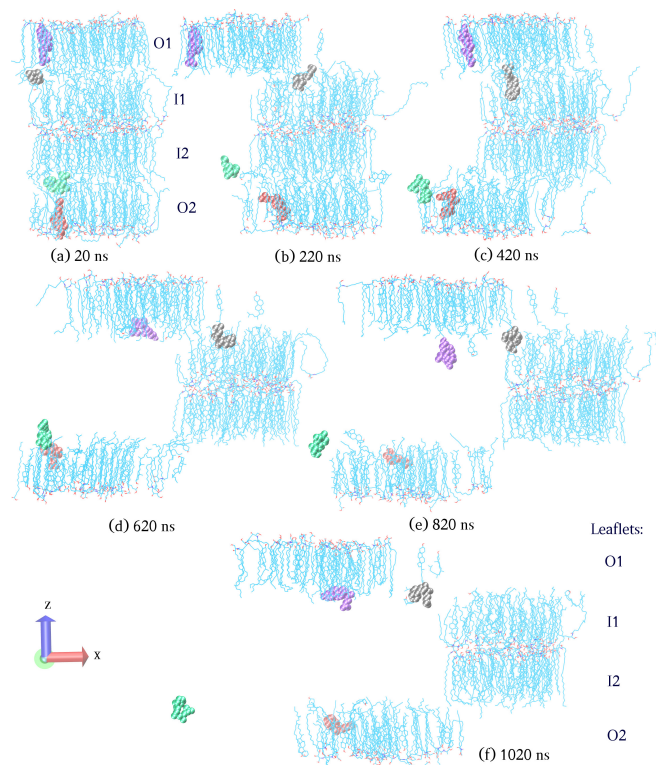 O1
I1
I2
O2
(a) 20 ns
(b) 220 ns
(c) 420 ns
(d) 620 ns
(e) 820 ns
Leaflets:
O1
I1
I2
O2
z
x
(f) 1020 ns